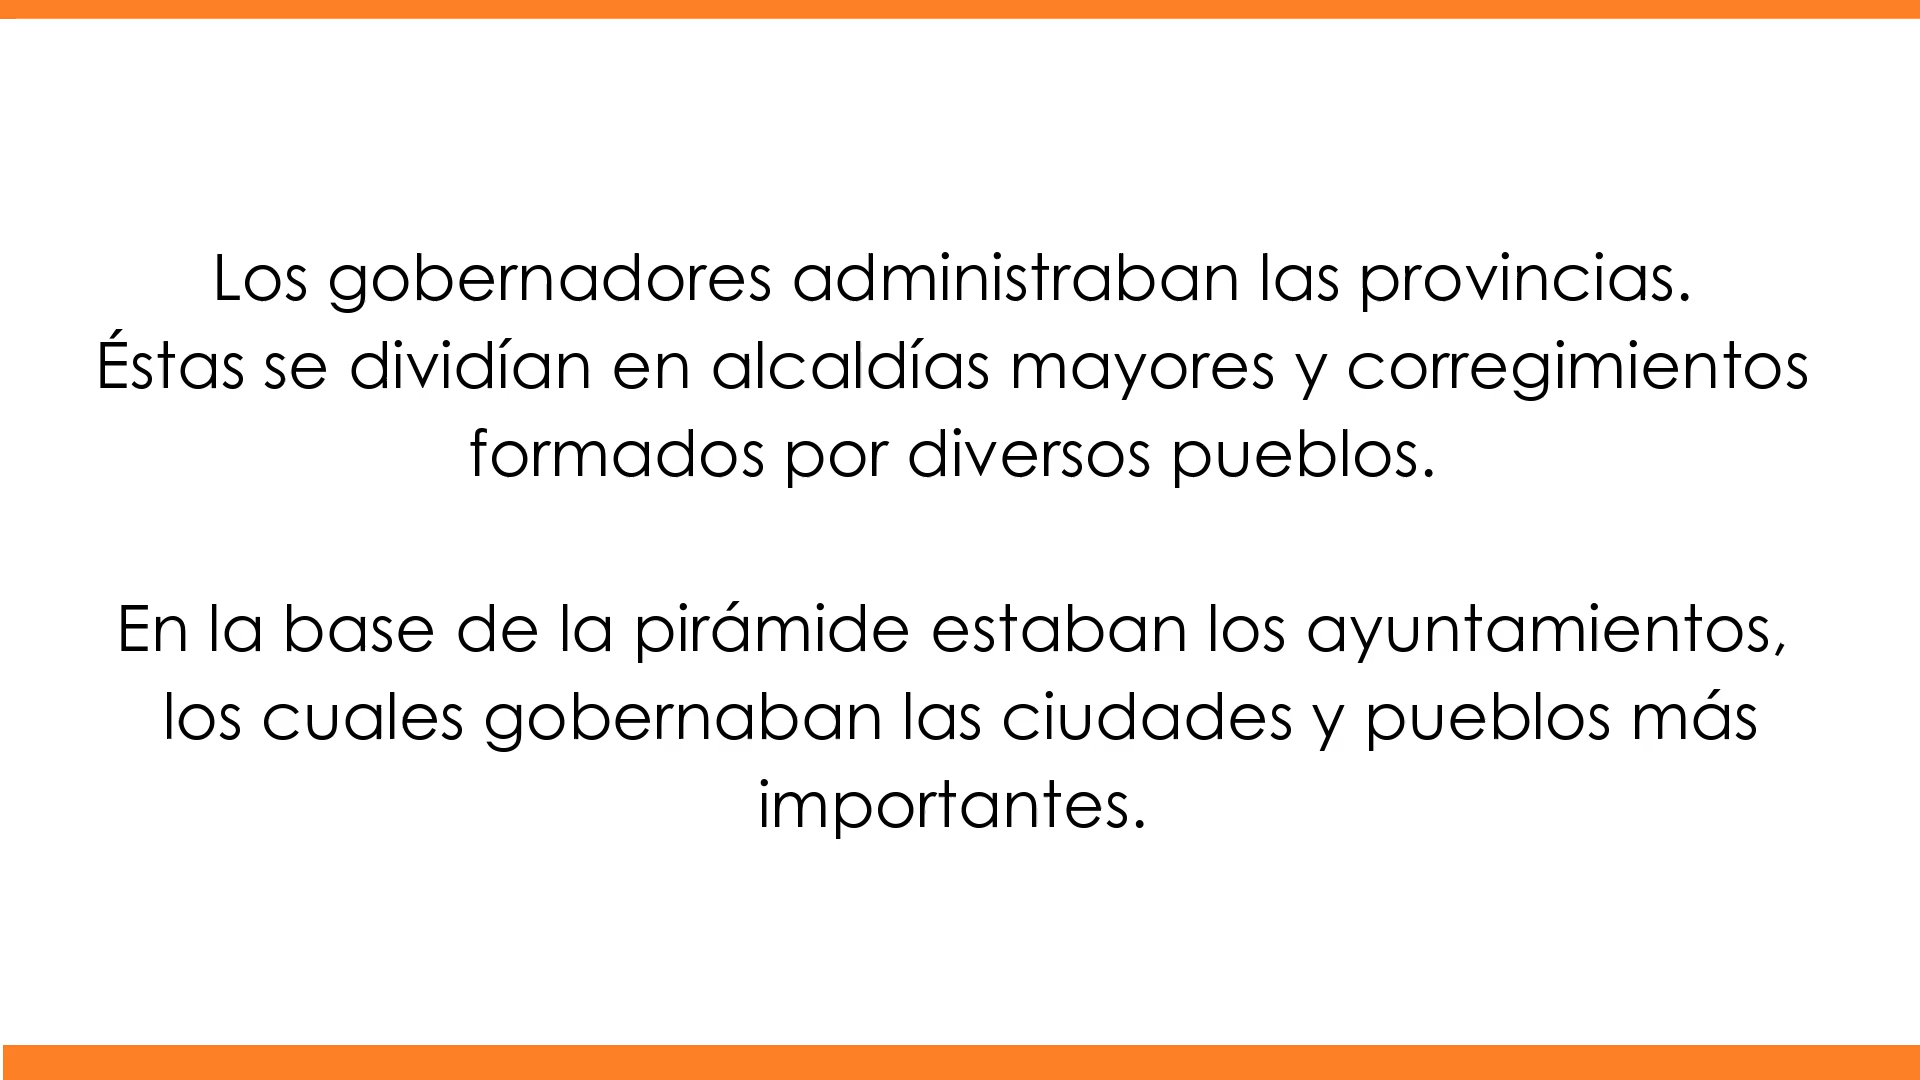 Los gobernadores administraban las provincias.
Éstas se dividían en alcaldías mayores y corregimientos
formados por diversos pueblos.
En la base de la pirámide estaban los ayuntamientos,
los cuales gobernaban las ciudades y pueblos más
importantes.